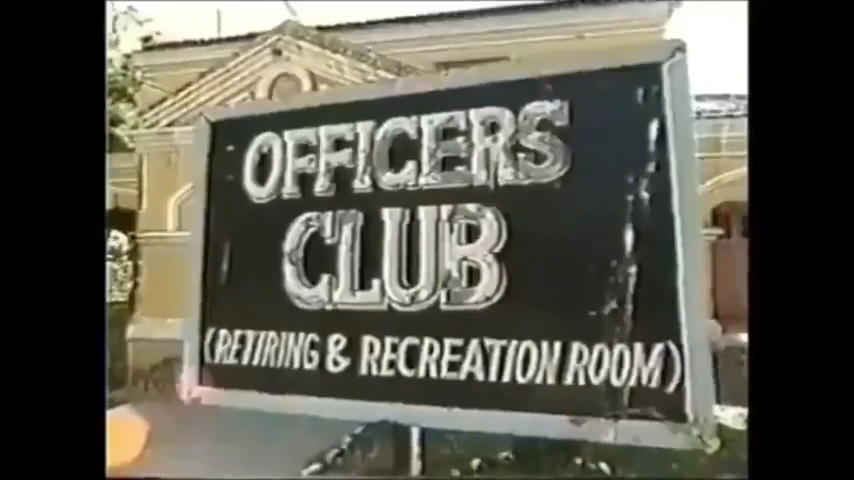 OFFICERS
CLUB
(RETIRING & RECREATION ROOM)